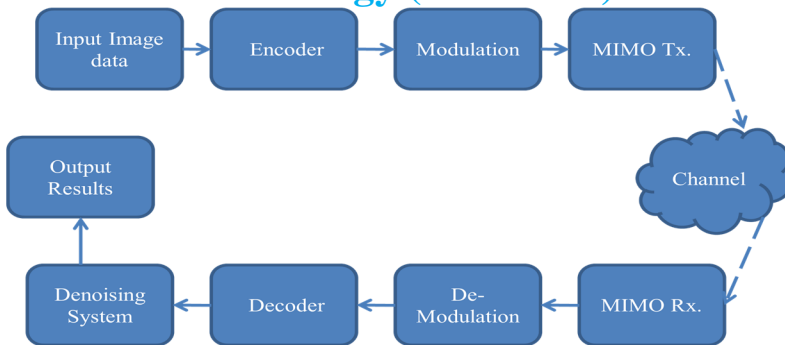 Input Image
data
Encoder
Modulation
MIMO Tx.
Channel
Output
Results
Denoising
System
Decoder
De-
Modulation
MIMO Rx.